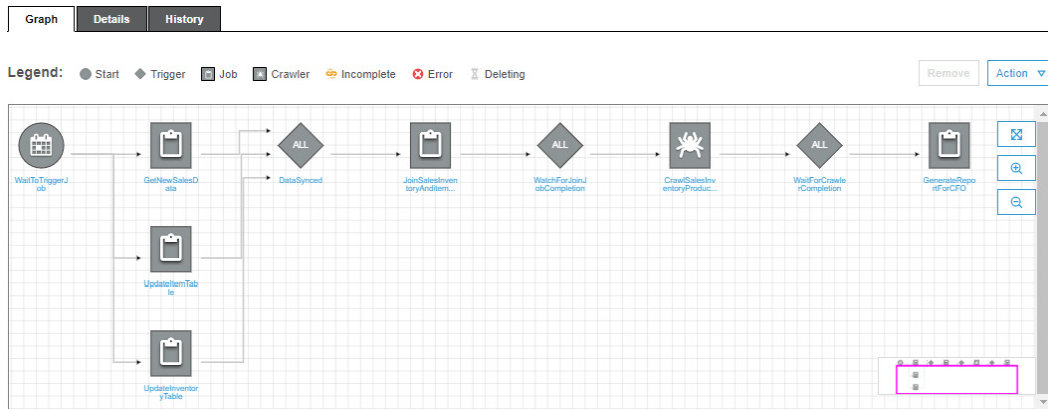 Graph Details History
Legend: Start Trigger Job Crawler Incomplete Error Deleting Remove Action
ALL ALL ALL
WaitToTriggerJ
ob
GetNewSalesD
ata
DataSynced
JoinSalesInven
toryAnditem...
WatchForJoinJ
obCompletion
CrawlSalesInv
entoryProduc...
WaitForCrawle
rCompletion
GenerateRepo
rtForCFO
UpdateItemTab
le
UpdateInventor
yTable